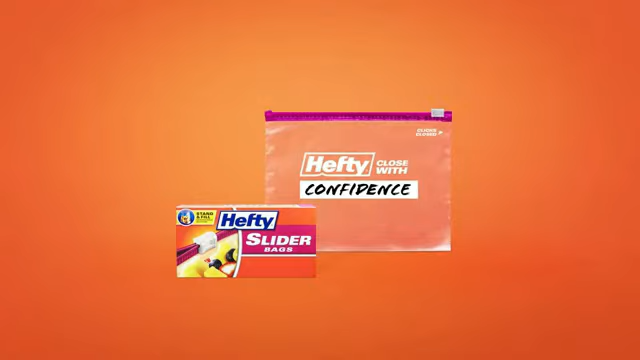 CLICKS
CLOSED
Hefty CLOSE
WITH
CONFIDENCE
STAND
& FILL
Hefty
SLIDER
BAGS